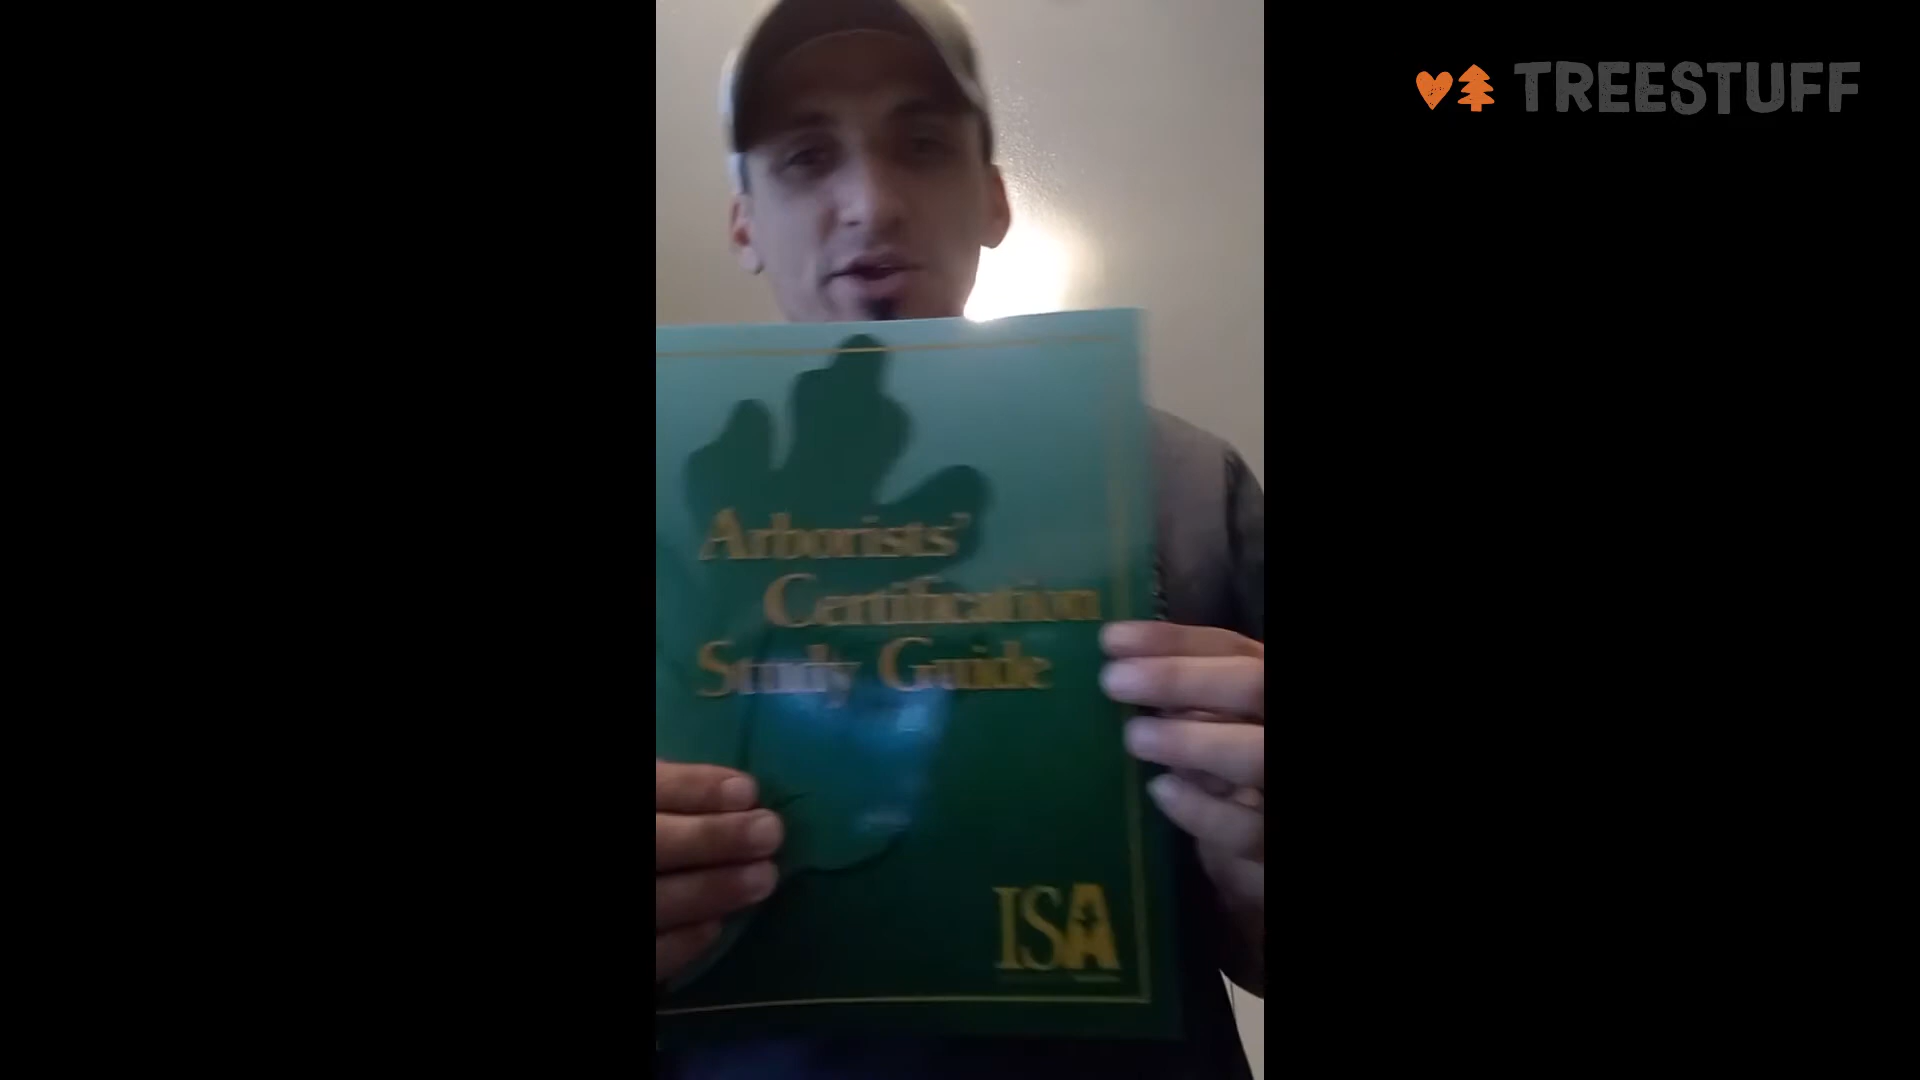 TREESTUFF
Arborists'
Certification
Study Guide
ISA